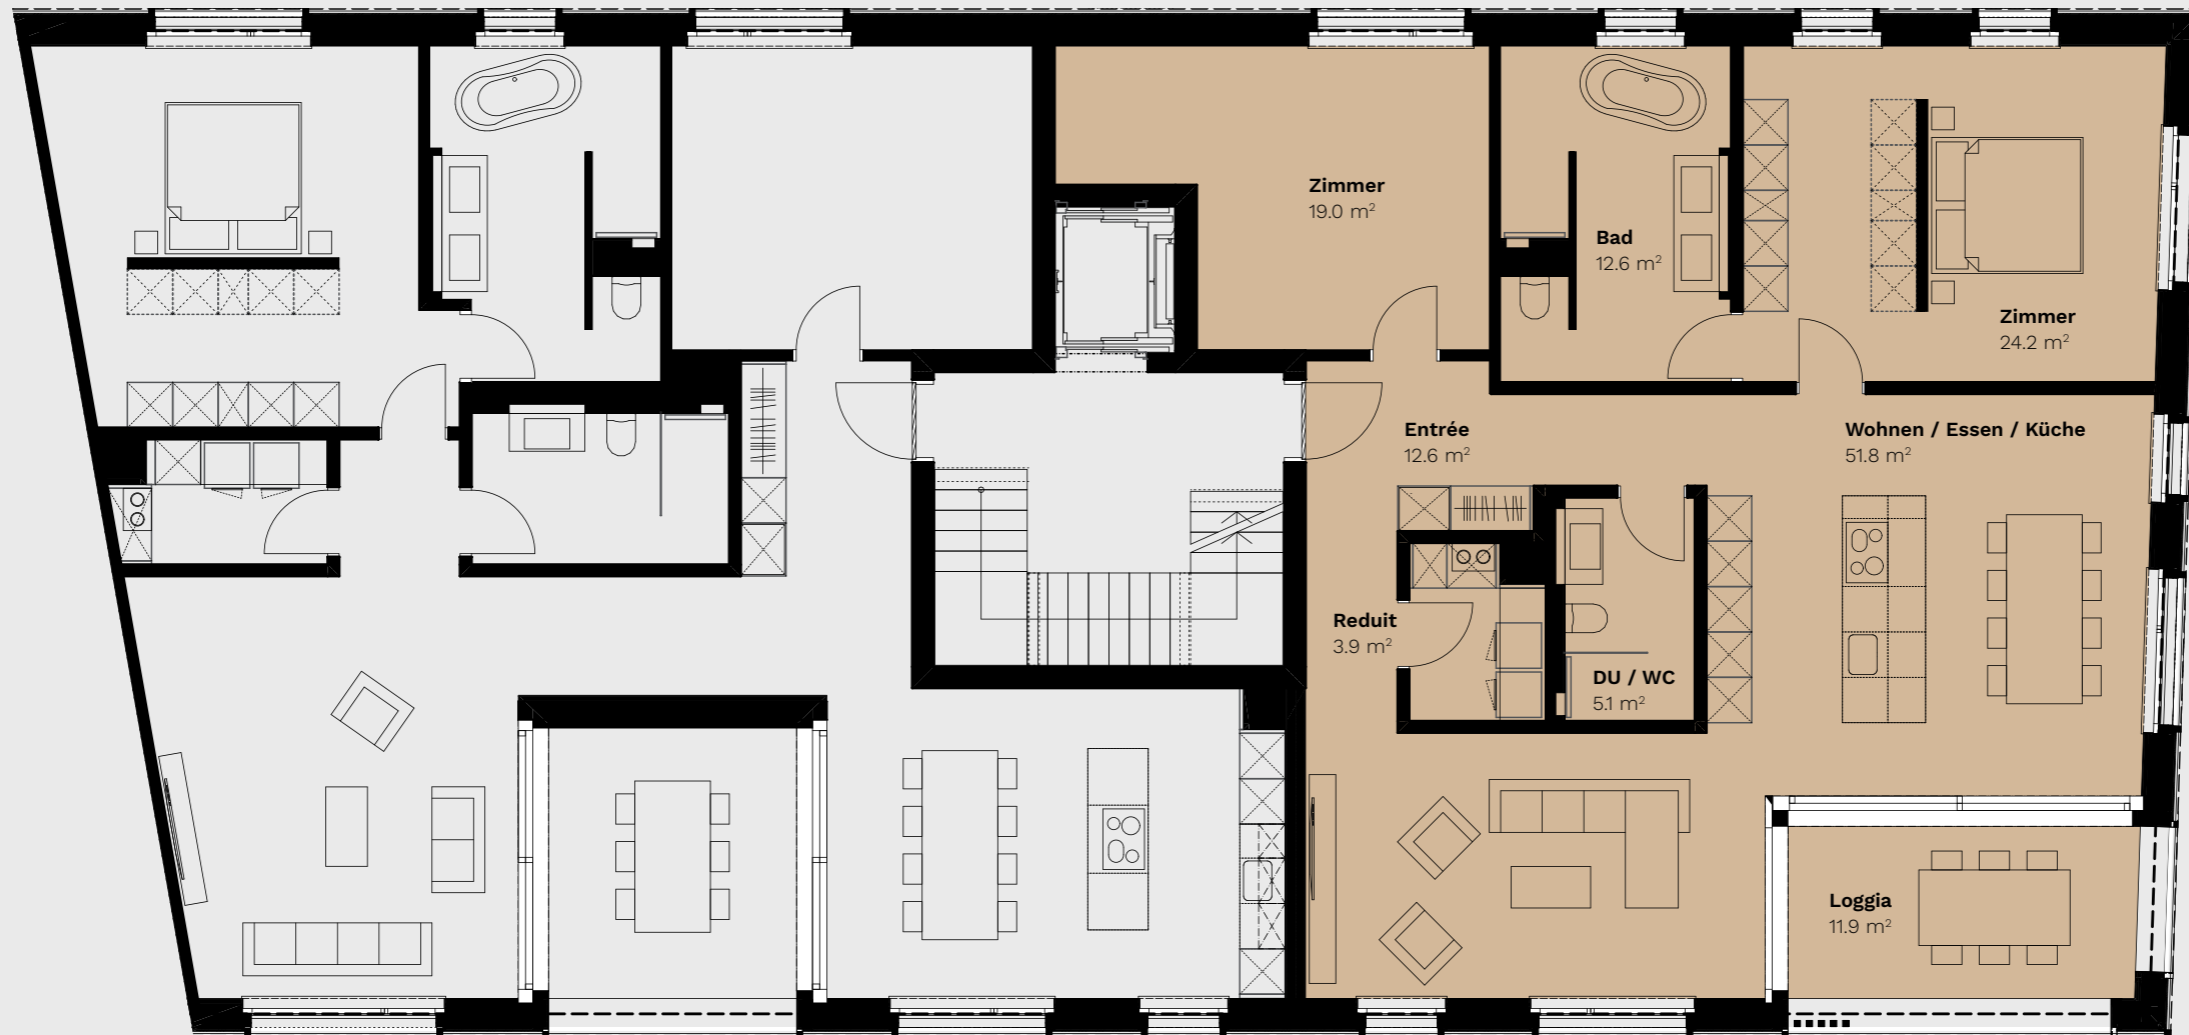 Zimmer
19.0 m²
Bad
12.6 m²
Zimmer
24.2 m²
Entrée
12.6 m²
Wohnen / Essen / Küche
51.8 m²
Reduit
3.9 m²
DU / WC
5.1 m²
Loggia
11.9 m²